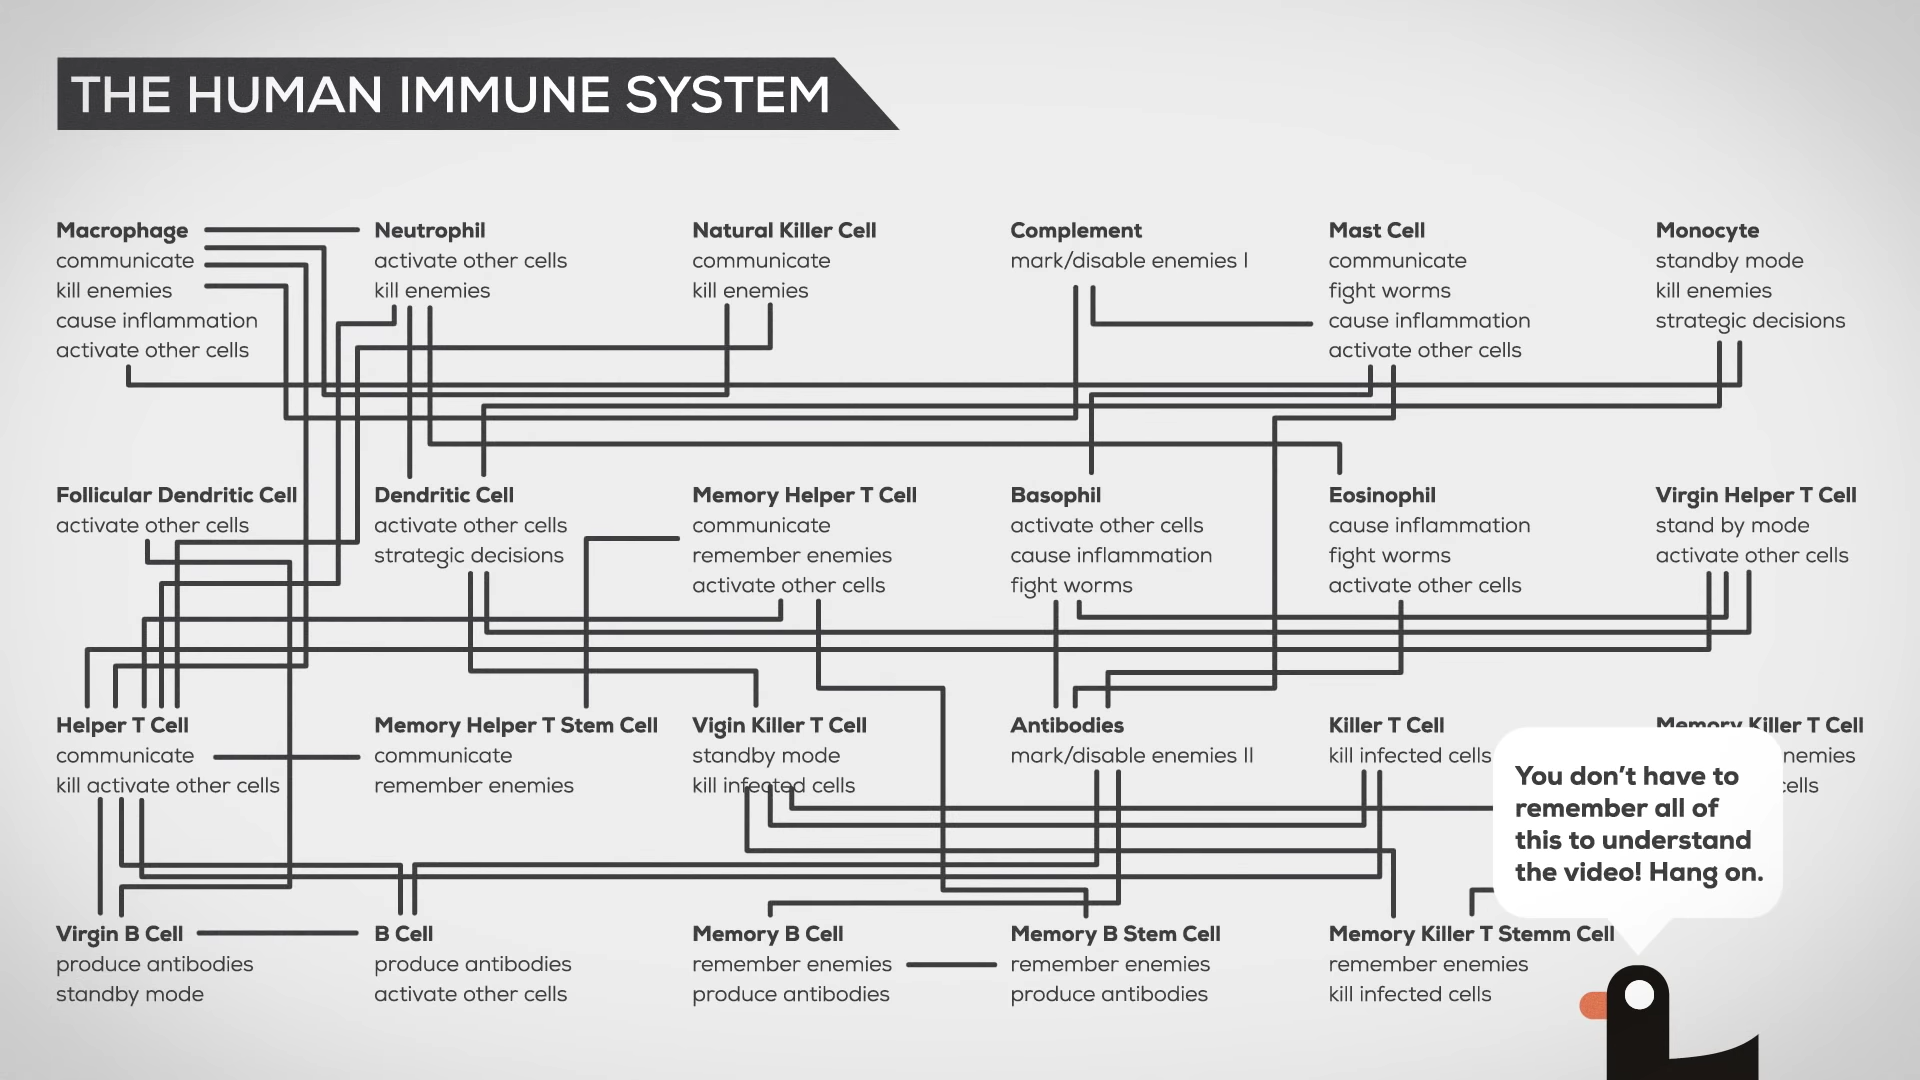 THE HUMAN IMMUNE SYSTEM
Macrophage
communicate
kill enemies
cause inflammation
activate other cells
Neutrophil
activate other cells
kill enemies
Natural Killer Cell
communicate
kill enemies
Complement
mark/disable enemies I
Mast Cell
communicate
fight worms
cause inflammation
activate other cells
Monocyte
standby mode
kill enemies
strategic decisions
Follicular Dendritic Cell
activate other cells
Dendritic Cell
activate other cells
strategic decisions
Memory Helper T Cell
communicate
remember enemies
activate other cells
Basophil
activate other cells
cause inflammation
fight worms
Eosinophil
cause inflammation
fight worms
activate other cells
Virgin Helper T Cell
stand by mode
activate other cells
Helper T Cell
communicate
kill activate other cells
Memory Helper T Stem Cell
communicate
remember enemies
Vigin Killer T Cell
standby mode
kill infected cells
Antibodies
mark/disable enemies II
Killer T Cell
kill infected cells
Memory Killer T Cell
nemies
cells
You don't have to
remember all of
this to understand
the video! Hang on.
Virgin B Cell
produce antibodies
standby mode
B Cell
produce antibodies
activate other cells
Memory B Cell
remember enemies
produce antibodies
Memory B Stem Cell
remember enemies
produce antibodies
Memory Killer T Stemm Cell
remember enemies
kill infected cells